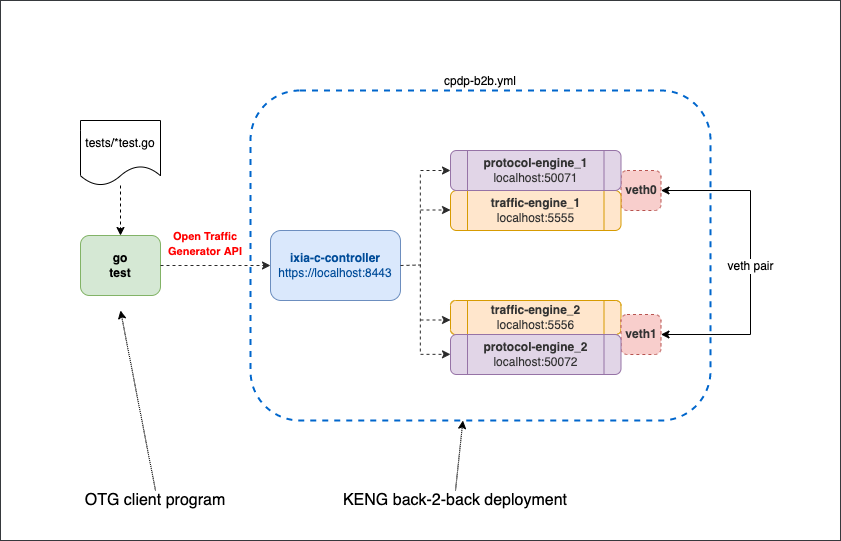 cpdp-b2b.yml
tests/*test.go
go
test
Open Traffic
Generator API
ixia-c-controller
https://localhost:8443
protocol-engine_1
localhost:50071
traffic-engine_1
localhost:5555
veth0
veth pair
traffic-engine_2
localhost:5556
protocol-engine_2
localhost:50072
veth1
OTG client program
KENG back-2-back deployment